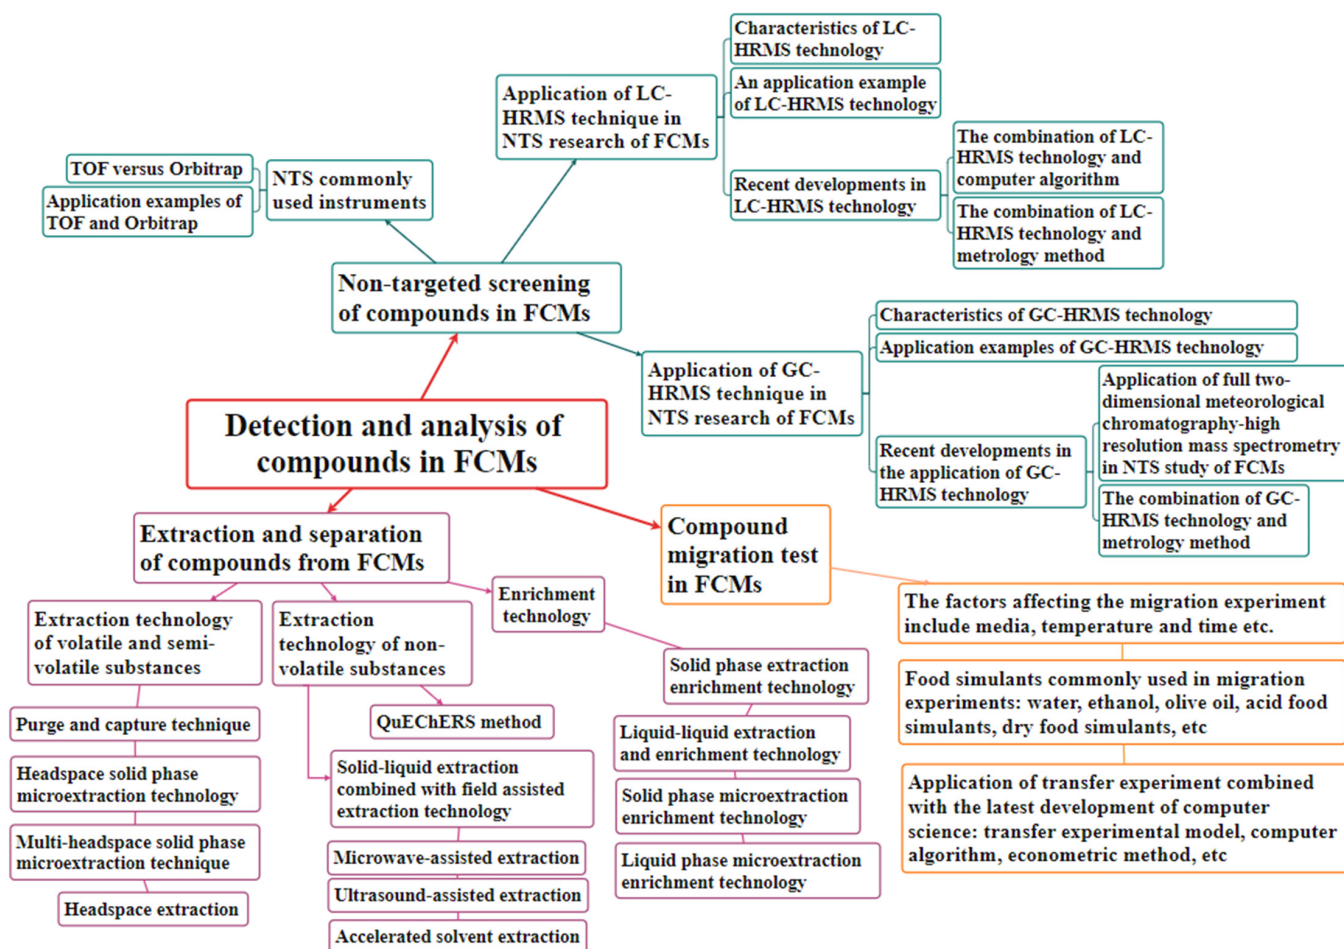 Characteristics of LC-
HRMS technology
An application example
of LC-HRMS technology
Application of LC-
HRMS technique in
NTS research of FCMs
Recent developments in
LC-HRMS technology
The combination of LC-
HRMS technology and
computer algorithm
The combination of LC-
HRMS technology and
metrology method
TOF versus Orbitrap
Application examples of
TOF and Orbitrap
NTS commonly
used instruments
Non-targeted screening
of compounds in FCMs
Characteristics of GC-HRMS technology
Application examples of GC-HRMS technology
Application of GC-
HRMS technique in
NTS research of FCMs
Recent developments in
the application of GC-
HRMS technology
Application of full two-
dimensional meteorological
chromatography-high
resolution mass spectrometry
in NTS study of FCMs
The combination of GC-
HRMS technology and
metrology method
Detection and analysis of
compounds in FCMs
Extraction and separation
of compounds from FCMs
Compound
migration test
in FCMs
Extraction technology
of volatile and semi-
volatile substances
Purge and capture technique
Headspace solid phase
microextraction technology
Multi-headspace solid phase
microextraction technique
Headspace extraction
Extraction
technology of non-
volatile substances
QuEChERS method
Solid-liquid extraction
combined with field assisted
extraction technology
Microwave-assisted extraction
Ultrasound-assisted extraction
Accelerated solvent extraction
Enrichment
technology
Solid phase extraction
enrichment technology
Liquid-liquid extraction
and enrichment technology
Solid phase microextraction
enrichment technology
Liquid phase microextraction
enrichment technology
The factors affecting the migration experiment
include media, temperature and time etc.
Food simulants commonly used in migration
experiments: water, ethanol, olive oil, acid food
simulants, dry food simulants, etc
Application of transfer experiment combined
with the latest development of computer
science: transfer experimental model, computer
algorithm, econometric method, etc